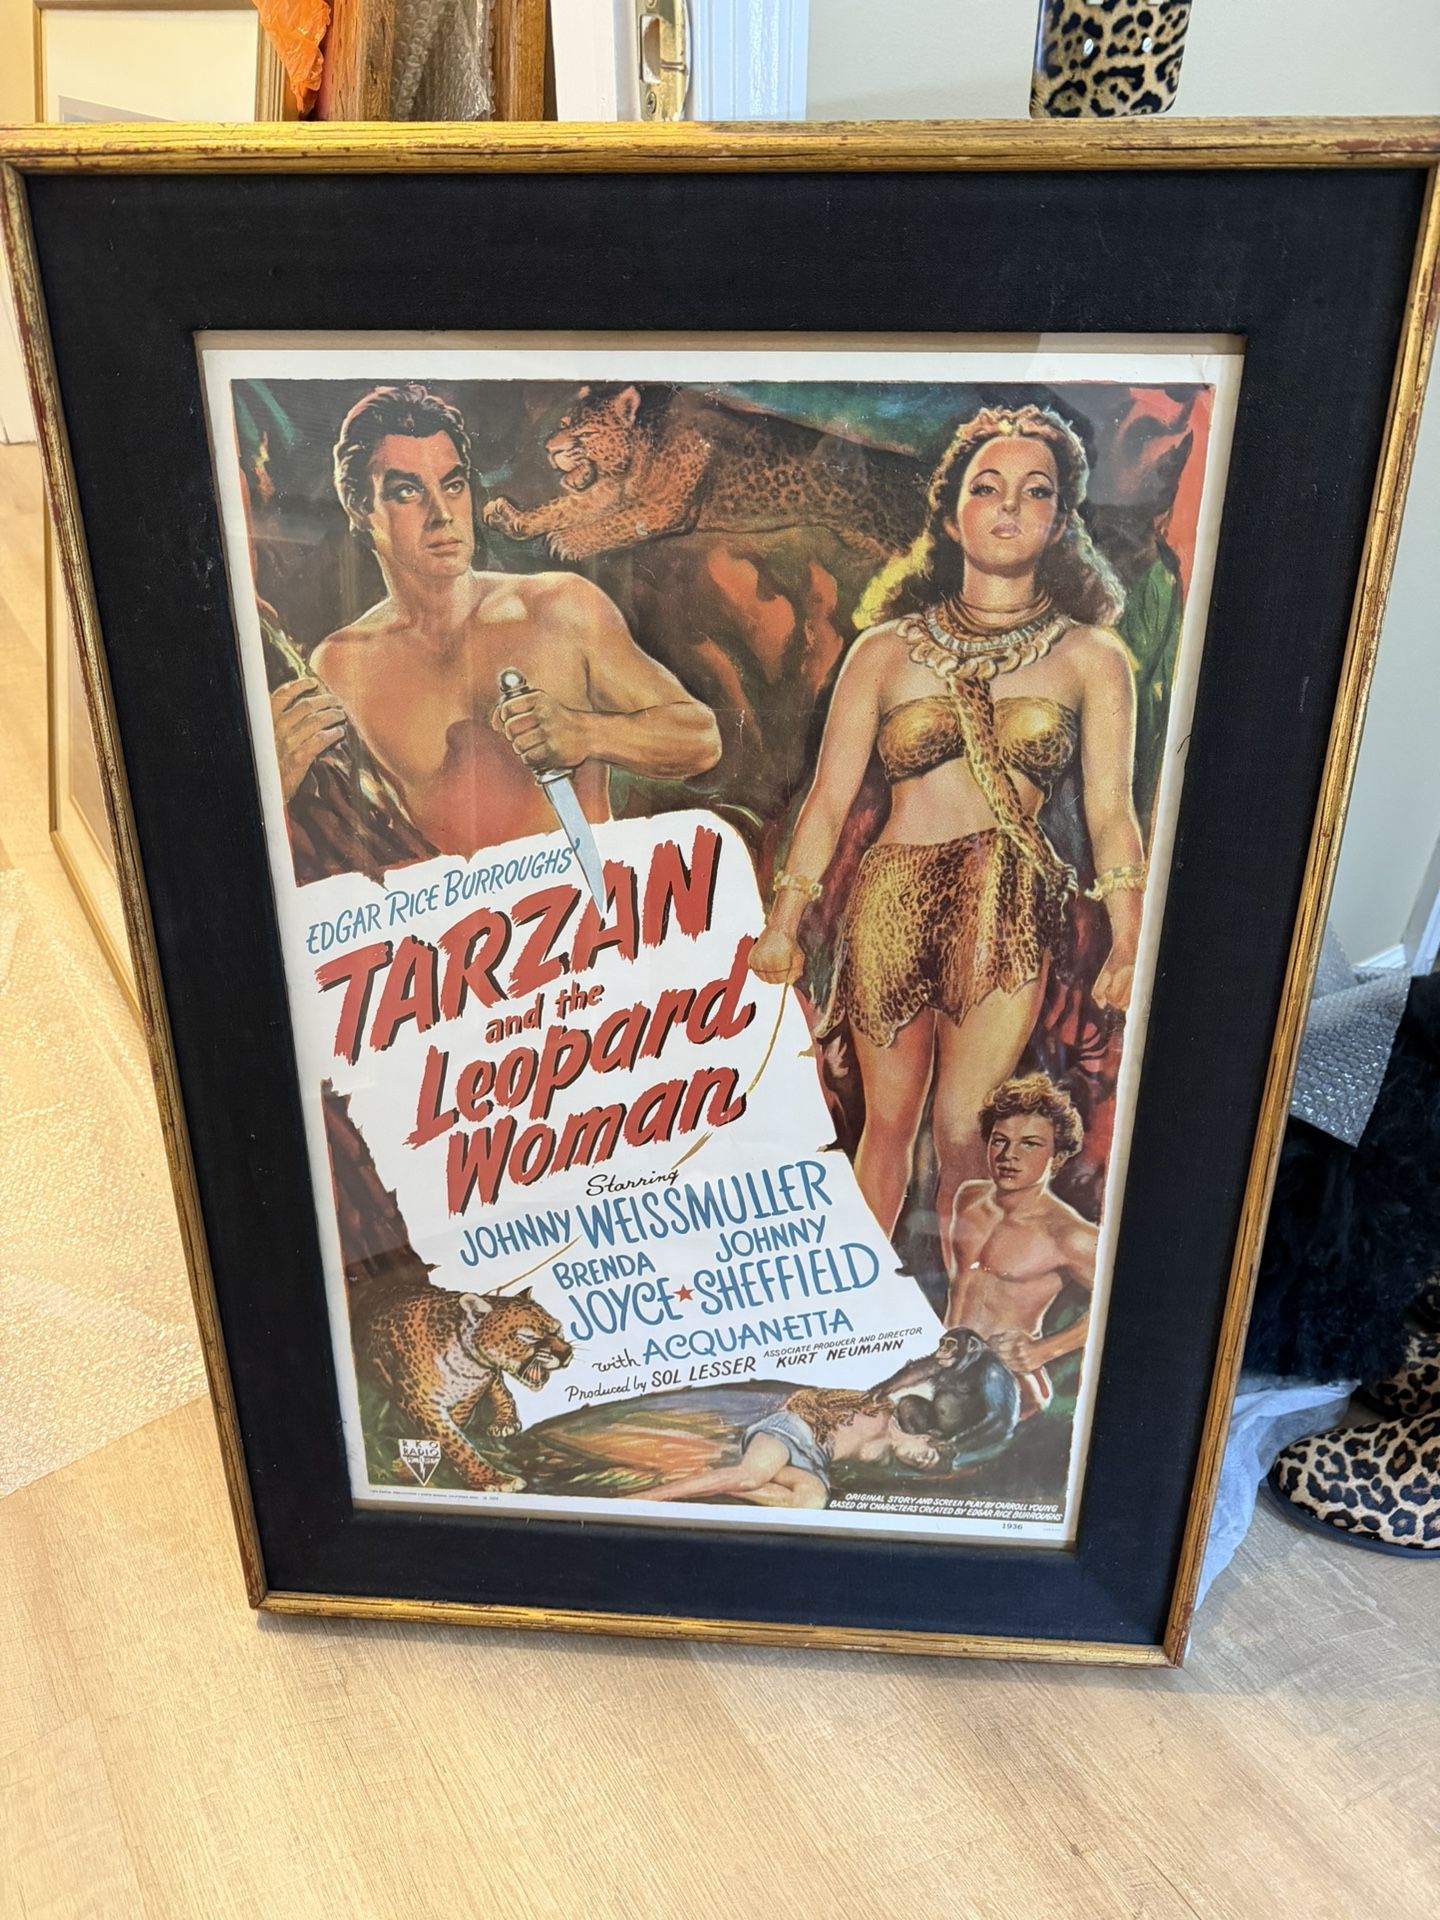 EDGAR RICE BURROUGHS'
TARZAN
and the
Leopard
Woman
Starring
JOHNNY WEISSMULLER
BRENDA JOYCE ★ JOHNNY SHEFFIELD
with ACQUANETTA
Produced by SOL LESSER
ASSOCIATE PRODUCER AND DIRECTOR
KURT NEUMANN
RKO
RADIO
ORIGINAL STORY AND SCREEN PLAY BY CARROLL YOUNG
BASED ON CHARACTERS CREATED BY EDGAR RICE BURROUGHS
1936